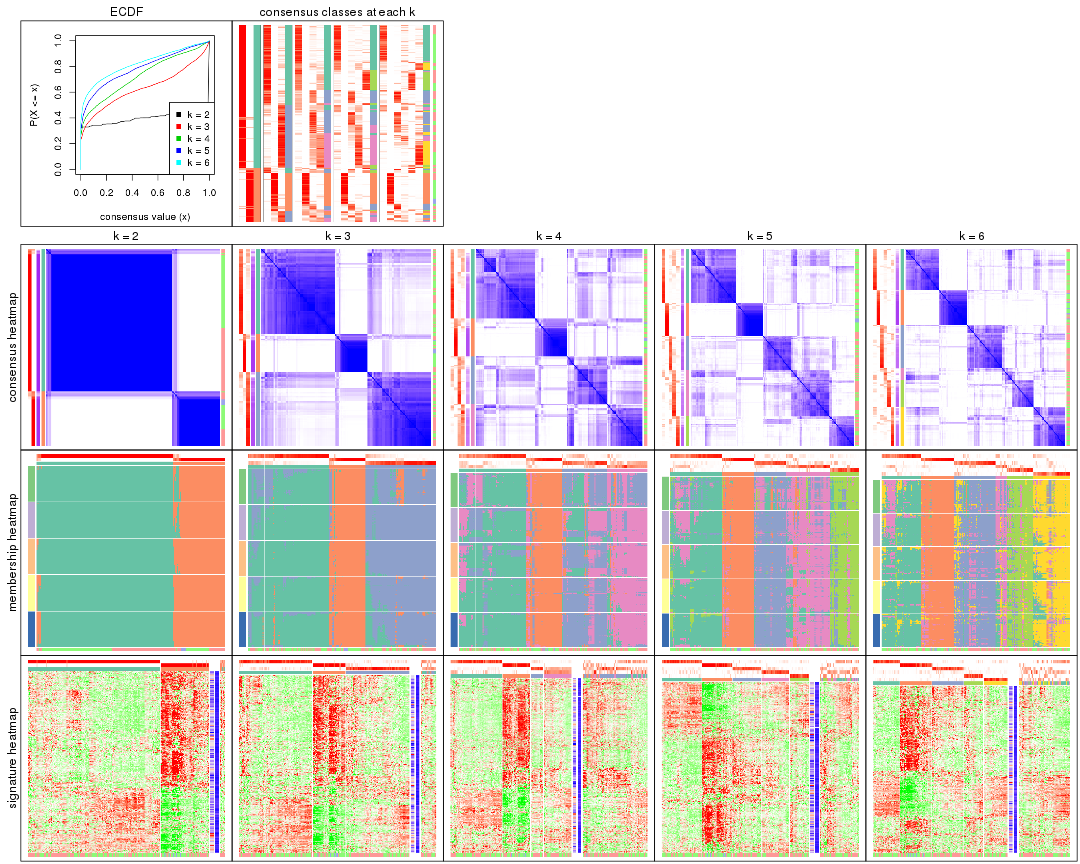 ECDF
consensus classes at each k
P(X <= x)
0.0 0.2 0.4 0.6 0.8 1.0
k = 2
k = 3
k = 4
k = 5
k = 6
0.0 0.2 0.4 0.6 0.8 1.0
consensus value (x)
k = 2 k = 3 k = 4 k = 5 k = 6
consensus heatmap
membership heatmap
signature heatmap